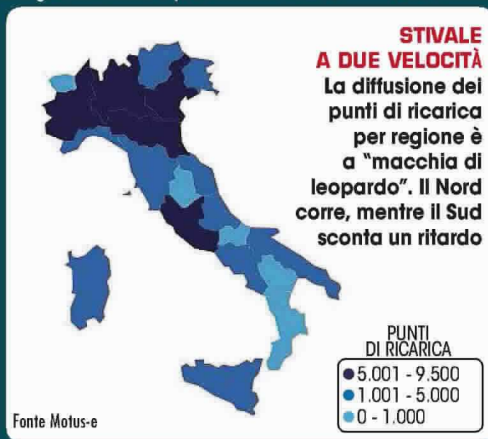 STIVALE
A DUE VELOCITÀ
La diffusione dei
punti di ricarica
per regione è
a "macchia di
leopardo". Il Nord
corre, mentre il Sud
sconta un ritardo
PUNTI
DI RICARICA
5.001 - 9.500
1.001 - 5.000
0 - 1.000
Fonte Motus-e